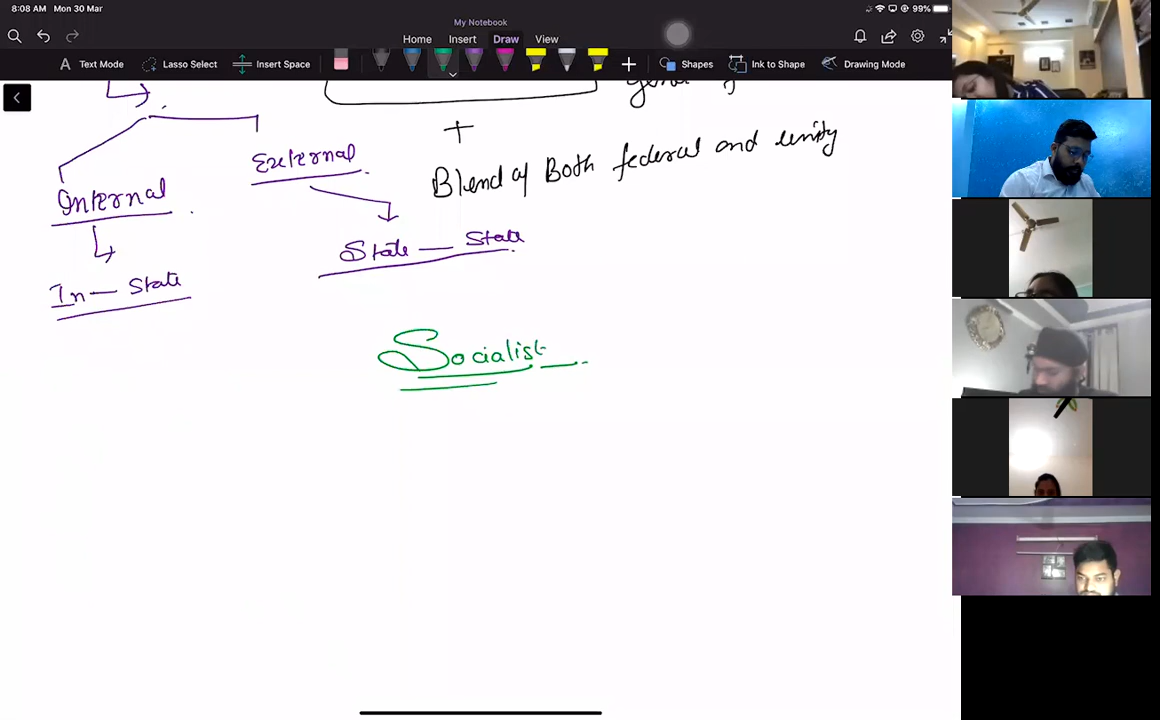 8:08 AM Mon 30 Mar
99%
My Notebook
Home Insert Draw View
Text Mode Lasso Select Insert Space Shapes Ink to Shape Drawing Mode
+
Blend of Both federal and unity
External
Internal
State — State
In — State
Socialist